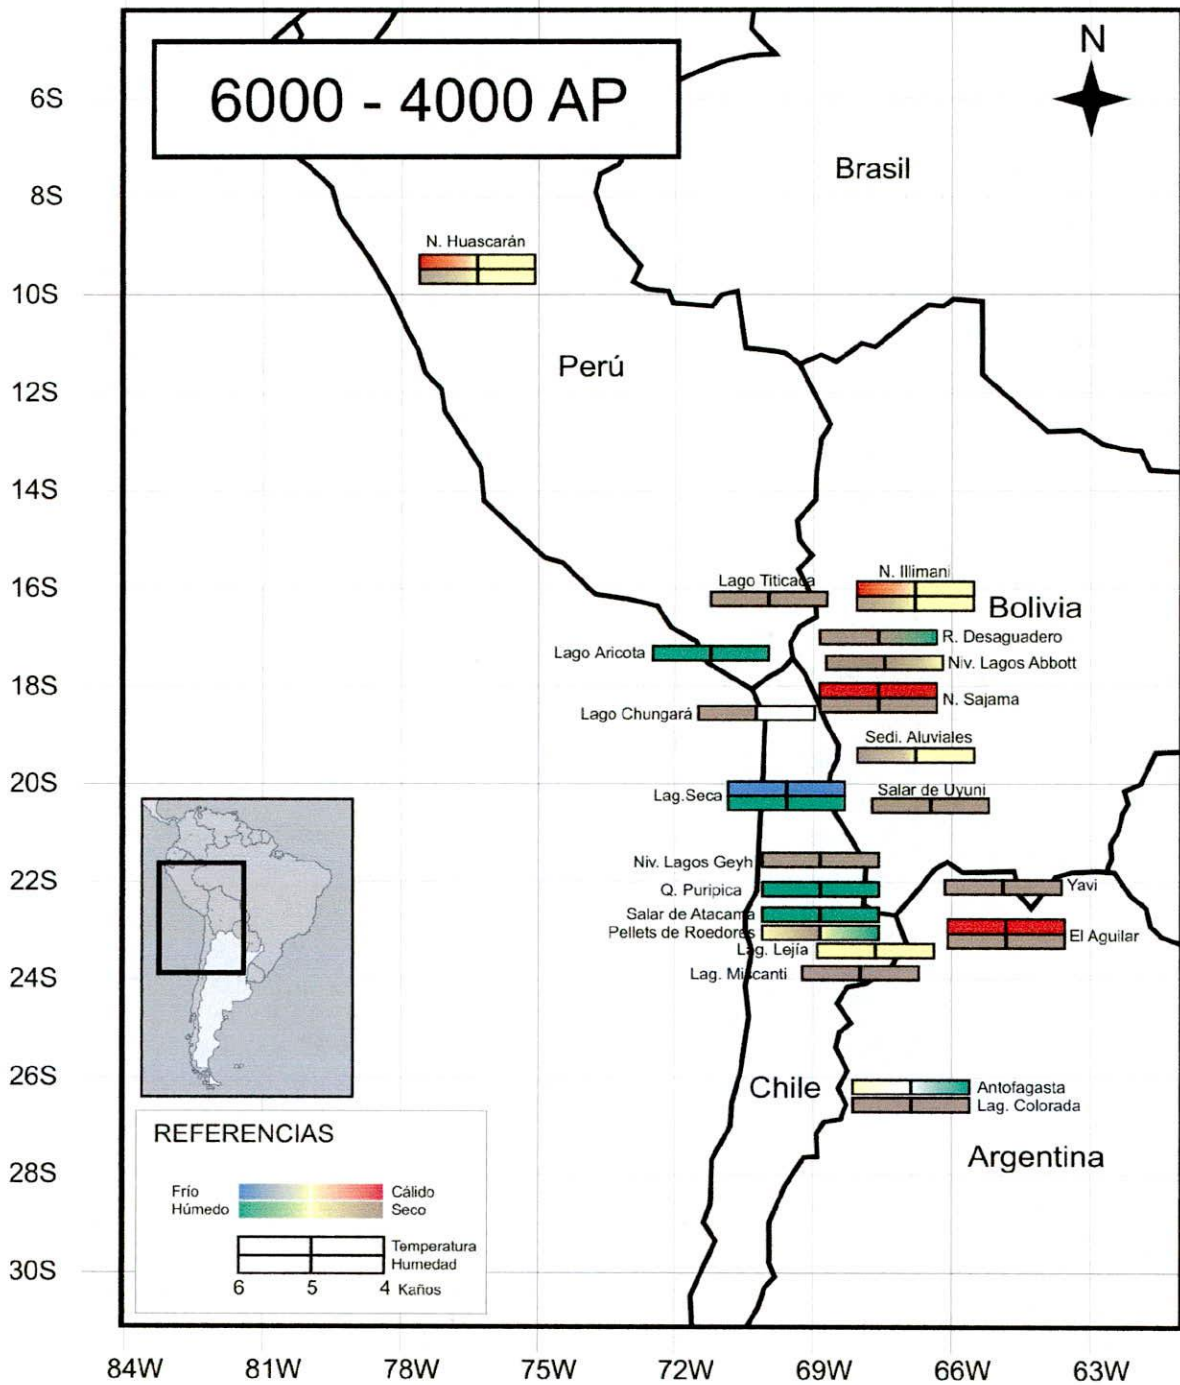 6000 - 4000 AP
N
6S
8S
10S
12S
14S
16S
18S
20S
22S
24S
26S
28S
30S
Brasil
N. Huascarán
Perú
Lago Titicaca
N. Illimani
Bolivia
R. Desaguadero
Lago Aricota
Niv. Lagos Abbott
N. Sajama
Lago Chungará
Sedi. Aluviales
Lag.Seca
Salar de Uyuni
Niv. Lagos Geyh
Q. Puripica
Yavi
Salar de Atacama
Pellets de Roedores
El Aguilar
Lag. Lejía
Lag. Miscanti
Chile
Antofagasta
Lag. Colorada
Argentina
REFERENCIAS
Frío Cálido
Húmedo Seco
Temperatura
Humedad
6 5 4 Kaños
84W 81W 78W 75W 72W 69W 66W 63W